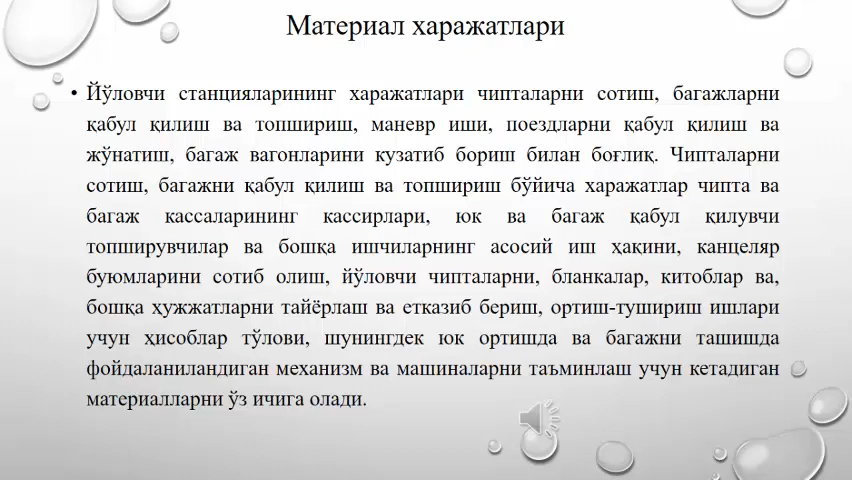 Материал харажатлари
• Йўловчи станцияларининг харажатлари чипталарни сотиш, багажларни
қабул қилиш ва топшириш, маневр иши, поездларни қабул қилиш ва
жўнатиш, багаж вагонларини кузатиб бориш билан боғлиқ. Чипталарни
сотиш, багажни қабул қилиш ва топшириш бўйича харажатлар чипта ва
багаж кассаларининг кассирлари, юк ва багаж қабул қилувчи
топширувчилар ва бошқа ишчиларнинг асосий иш ҳақини, канцеляр
буюмларини сотиб олиш, йўловчи чипталарни, бланкалар, китоблар ва,
бошқа ҳужжатларни тайёрлаш ва етказиб бериш, ортиш-тушириш ишлари
учун ҳисоблар тўлови, шунингдек юк ортишда ва багажни ташишда
фойдаланиландиган механизм ва машиналарни таъминлаш учун кетадиган
материалларни ўз ичига олади.